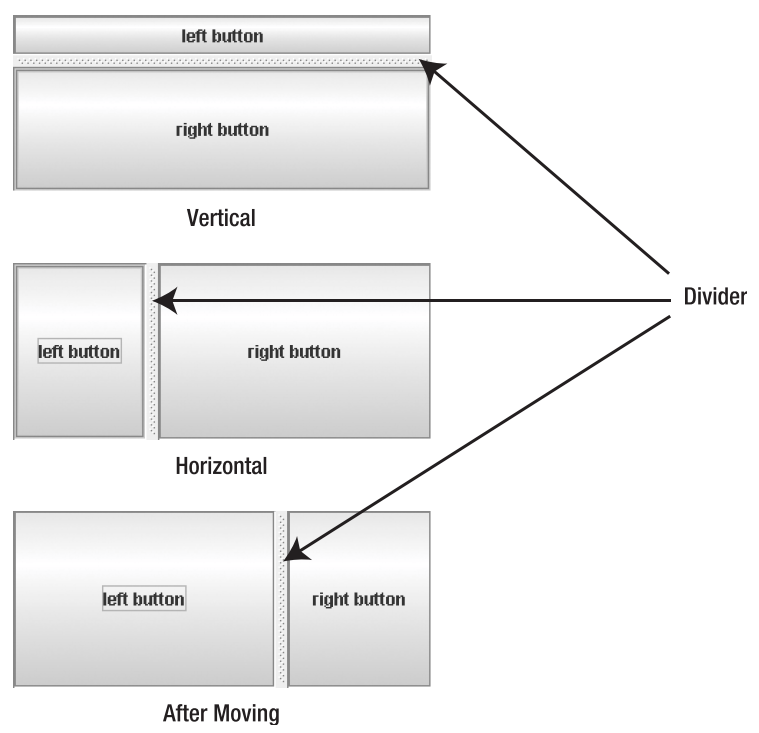 left button
right button
Vertical
Divider
left button
right button
Horizontal
left button
right button
After Moving